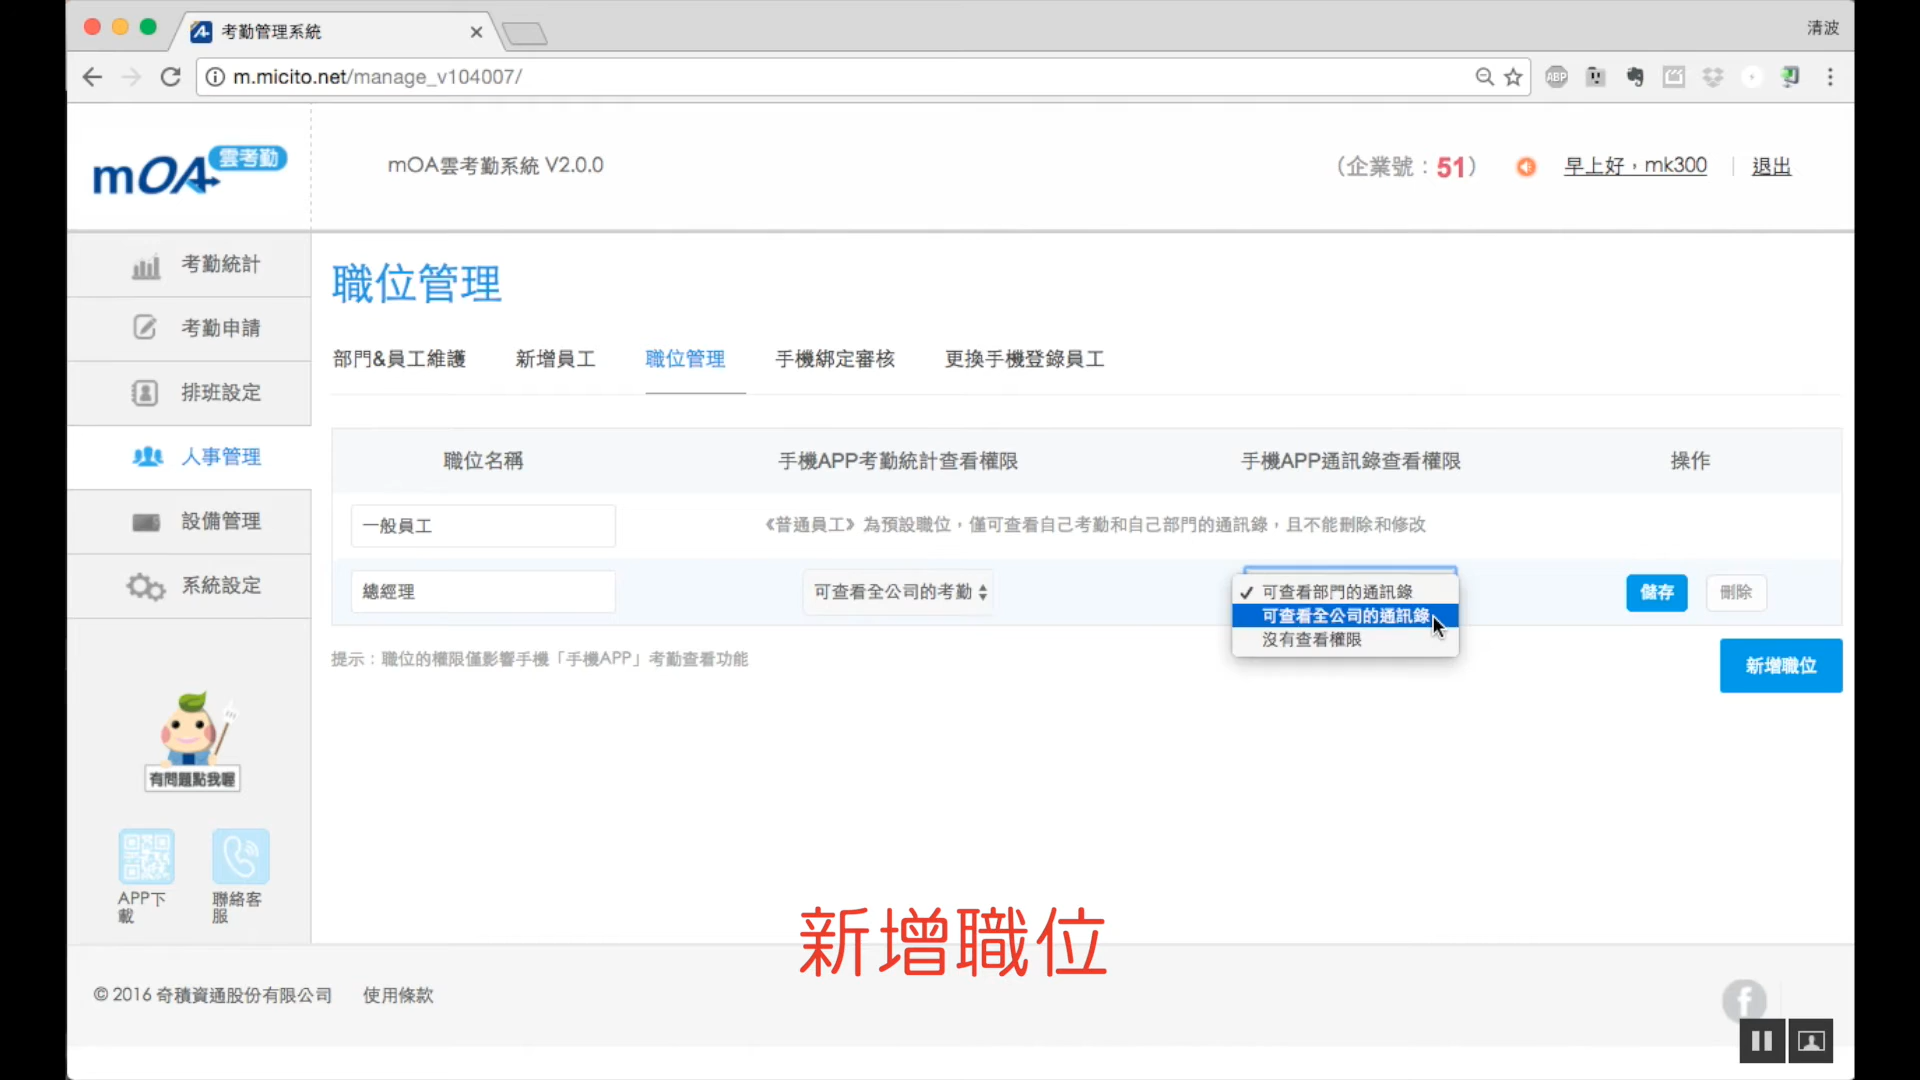 考勤管理系統
清波
m.micito.net/manage_v104007/
ABP
mOA 雲考勤
mOA雲考勤系統 V2.0.0
（企業號：51）
早上好，mk300
退出
考勤統計
考勤申請
排班設定
人事管理
設備管理
系統設定
職位管理
部門&員工維護
新增員工
職位管理
手機綁定審核
更換手機登錄員工
職位名稱
手機APP考勤統計查看權限
手機APP通訊錄查看權限
操作
一般員工
《普通員工》為預設職位，僅可查看自己考勤和自己部門的通訊錄，且不能刪除和修改
總經理
可查看全公司的考勤
✓ 可查看部門的通訊錄
可查看全公司的通訊錄
沒有查看權限
儲存
刪除
提示：職位的權限僅影響手機「手機APP」考勤查看功能
新增職位
有問題點我喔
APP下載
聯絡客服
新增職位
© 2016 奇積資通股份有限公司
使用條款